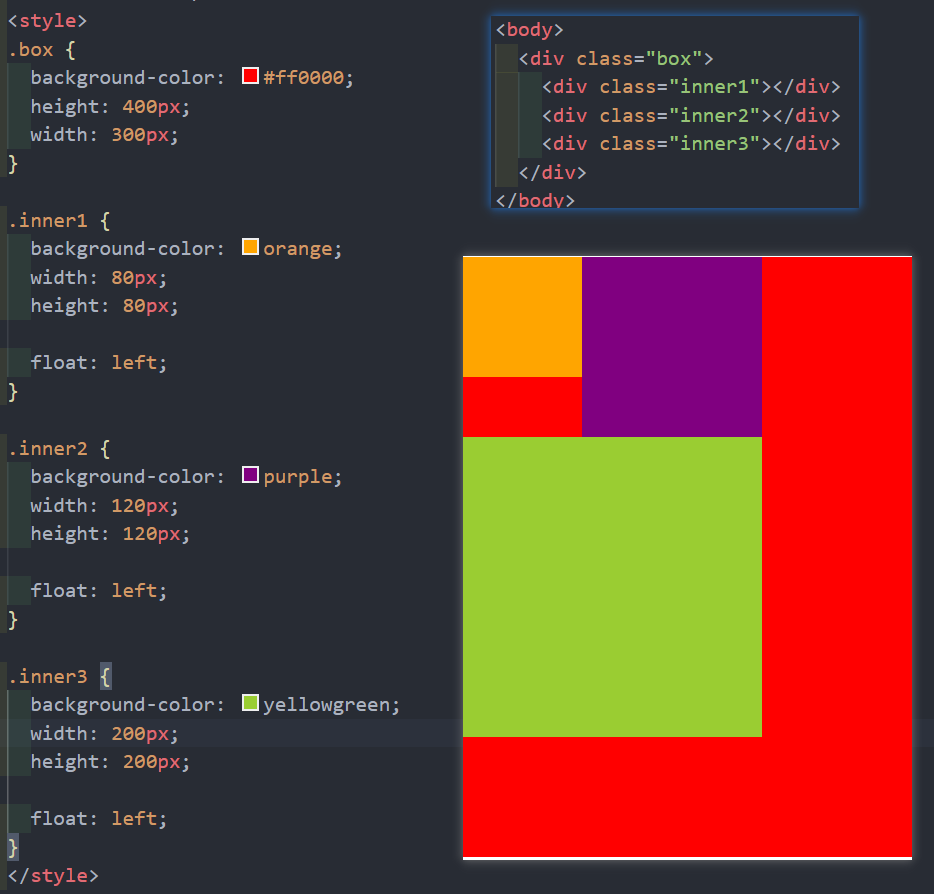 <style>
.box {
background-color: #ff0000;
height: 400px;
width: 300px;
}
.inner1 {
background-color: orange;
width: 80px;
height: 80px;
float: left;
}
.inner2 {
background-color: purple;
width: 120px;
height: 120px;
float: left;
}
.inner3 {
background-color: yellowgreen;
width: 200px;
height: 200px;
float: left;
}
</style>
<body>
<div class="box">
<div class="inner1"></div>
<div class="inner2"></div>
<div class="inner3"></div>
</div>
</body>